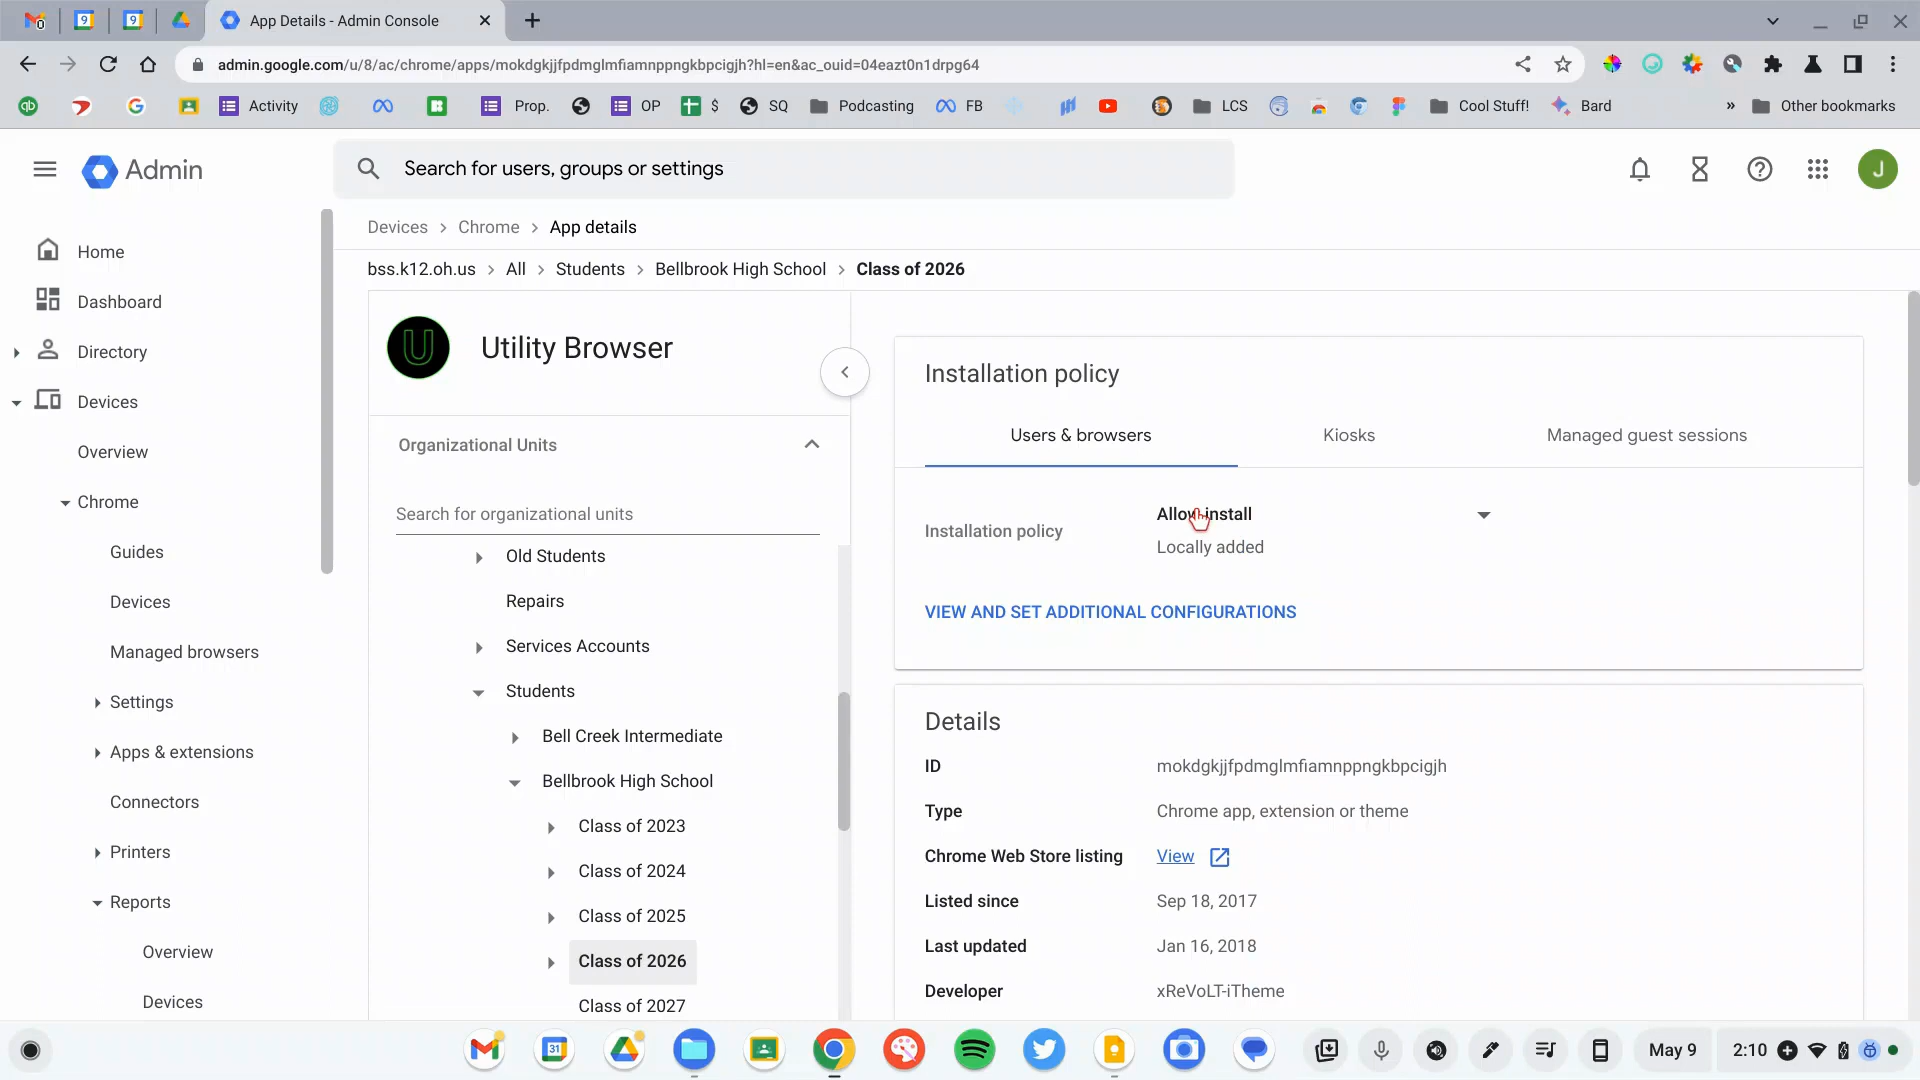 App Details - Admin Console
admin.google.com/u/8/ac/chrome/apps/mokdgkjjfpdmglmfiamnppngkbpcigjh?hl=en&ac_ouid=04eazt0n1drpg64
Activity
Prop.
OP
$
SQ
Podcasting
FB
LCS
Cool Stuff!
Bard
»
Other bookmarks
Admin
Search for users, groups or settings
J
Devices > Chrome > App details
bss.k12.oh.us > All > Students > Bellbrook High School > Class of 2026
Home
Dashboard
Directory
Devices
Overview
Chrome
Guides
Devices
Managed browsers
Settings
Apps & extensions
Connectors
Printers
Reports
Overview
Devices
U
Utility Browser
Organizational Units
Search for organizational units
Old Students
Repairs
Services Accounts
Students
Bell Creek Intermediate
Bellbrook High School
Class of 2023
Class of 2024
Class of 2025
Class of 2026
Class of 2027
Installation policy
Users & browsers
Kiosks
Managed guest sessions
Installation policy
Allow install
Locally added
VIEW AND SET ADDITIONAL CONFIGURATIONS
Details
ID mokdgkjjfpdmglmfiamnppngkbpcigjh
Type Chrome app, extension or theme
Chrome Web Store listing View
Listed since Sep 18, 2017
Last updated Jan 16, 2018
Developer xReVoLT-iTheme
31
May 9
2:10